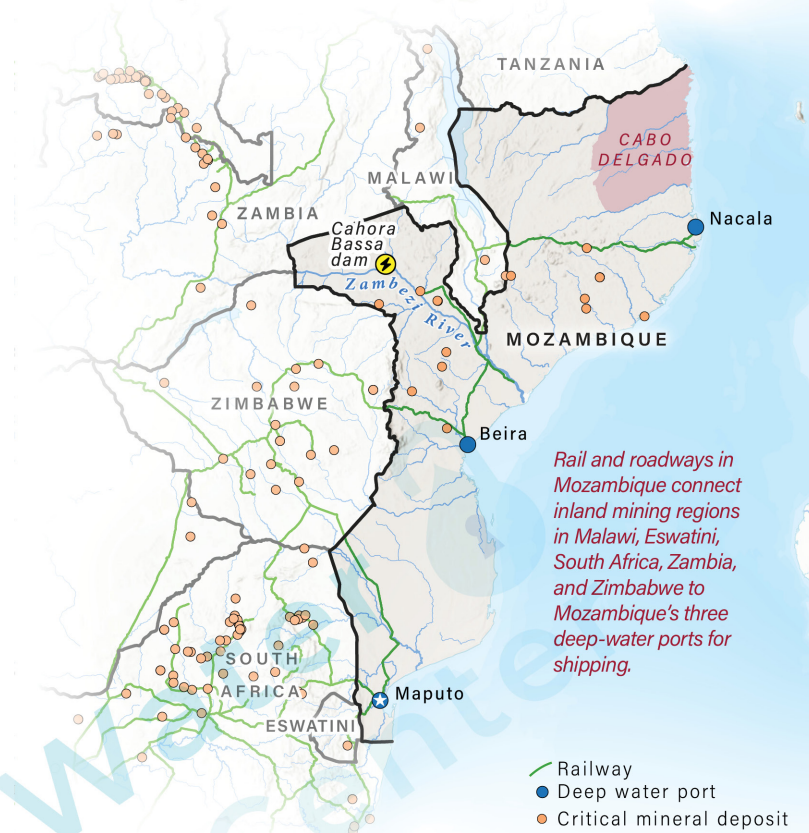 TANZANIA
CABO
DELGADO
MALAWI
ZAMBIA
Nacala
Cahora
Bassa
dam
Zambezi River
MOZAMBIQUE
ZIMBABWE
Beira
Rail and roadways in
Mozambique connect
inland mining regions
in Malawi, Eswatini,
South Africa, Zambia,
and Zimbabwe to
Mozambique's three
deep-water ports for
shipping.
SOUTH
AFRICA
Maputo
ESWATINI
Railway
Deep water port
Critical mineral deposit
Center